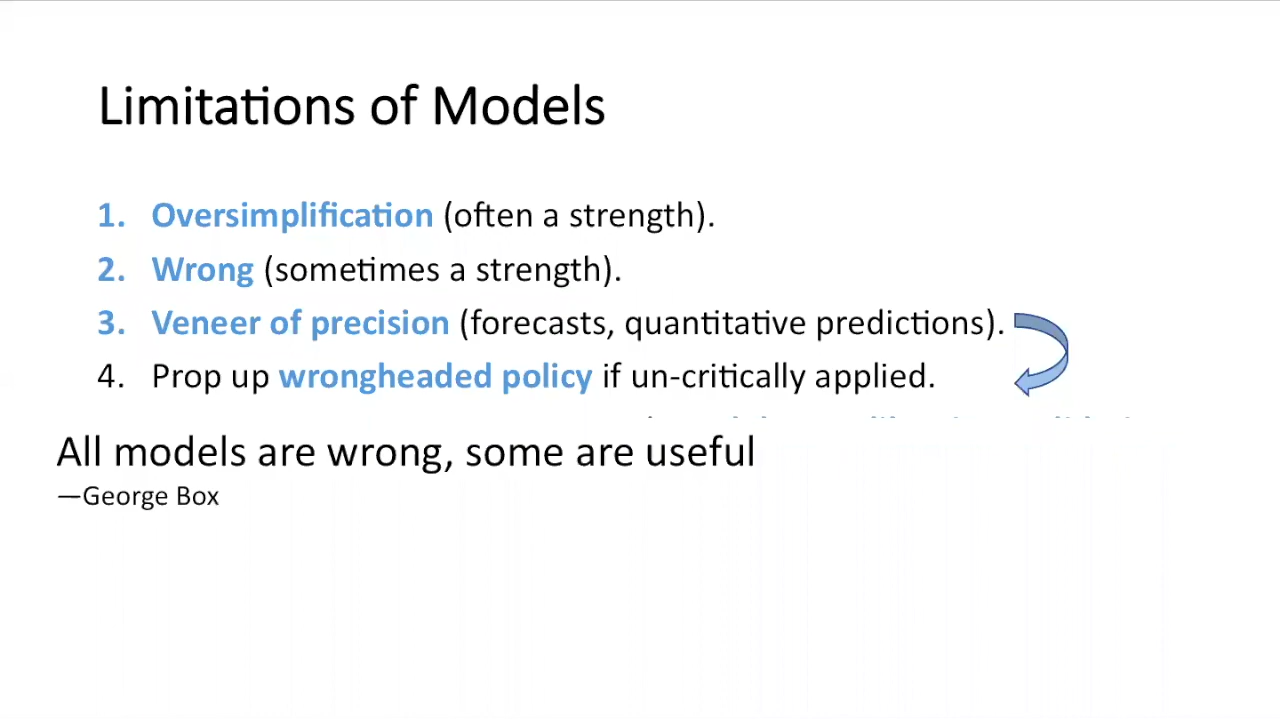 Limitations of Models
1. Oversimplification (often a strength).
2. Wrong (sometimes a strength).
3. Veneer of precision (forecasts, quantitative predictions).
4. Prop up wrongheaded policy if un-critically applied.
All models are wrong, some are useful
—George Box